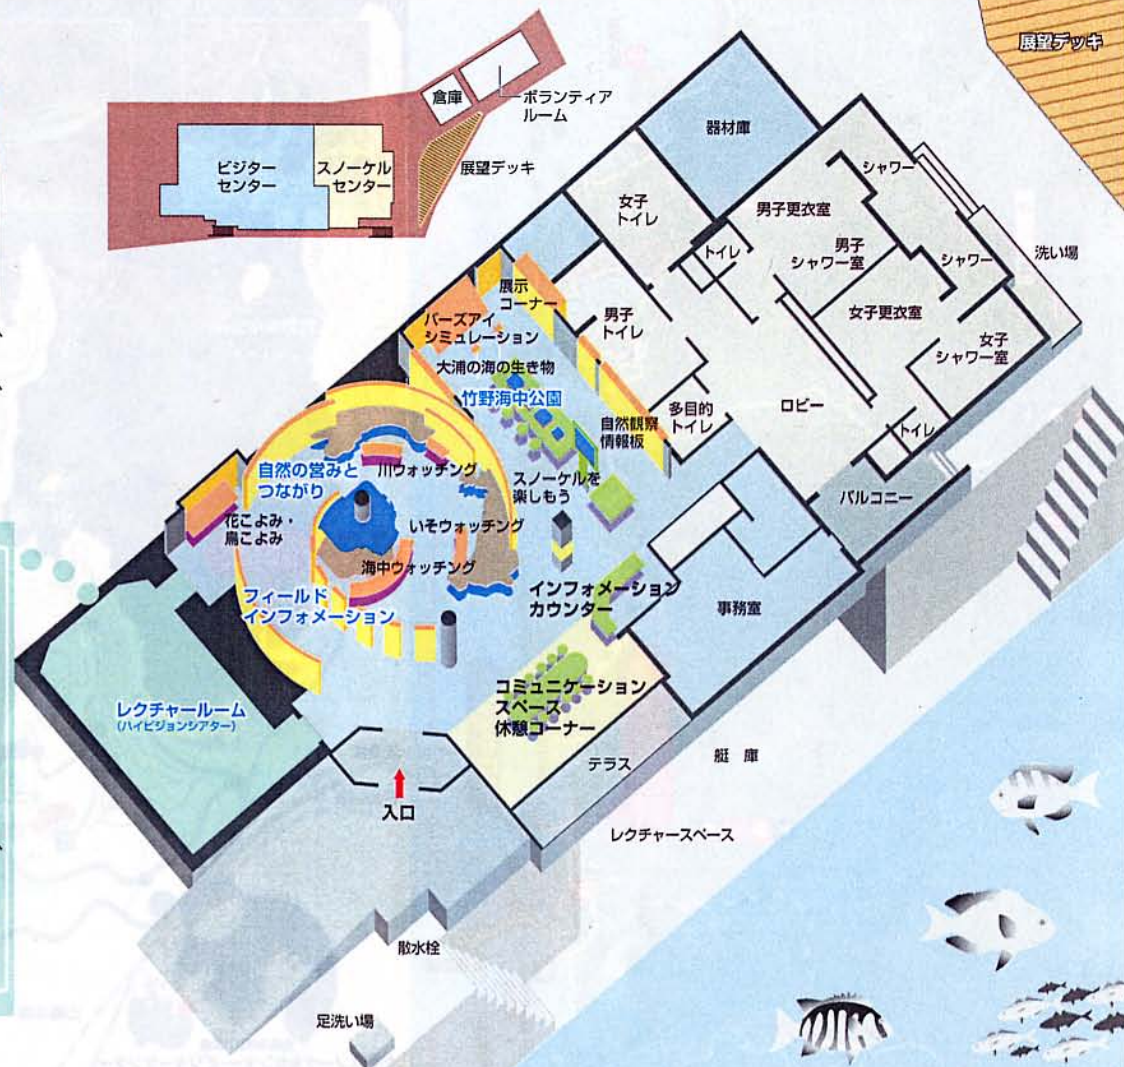 展望デッキ
倉庫
ボランティア
ルーム
ビジター
センター
スノーケル
センター
展望デッキ
器材庫
シャワー
女子
トイレ
男子更衣室
トイレ
男子
シャワー室
シャワー
洗い場
展示
コーナー
バーズアイ
シミュレーション
男子
トイレ
女子更衣室
女子
シャワー室
大浦の海の生き物
竹野海中公園
多目的
トイレ
ロビー
自然観察
情報板
トイレ
自然の営みと
つながり
川ウォッチング
スノーケルを
楽しもう
バルコニー
花こよみ・
鳥こよみ
いそウォッチング
海中ウォッチング
フィールド
インフォメーション
インフォメーション
カウンター
事務室
レクチャールーム
(ハイビジョンシアター)
コミュニケーション
スペース
休憩コーナー
テラス
艇 庫
入口
レクチャースペース
散水栓
足洗い場